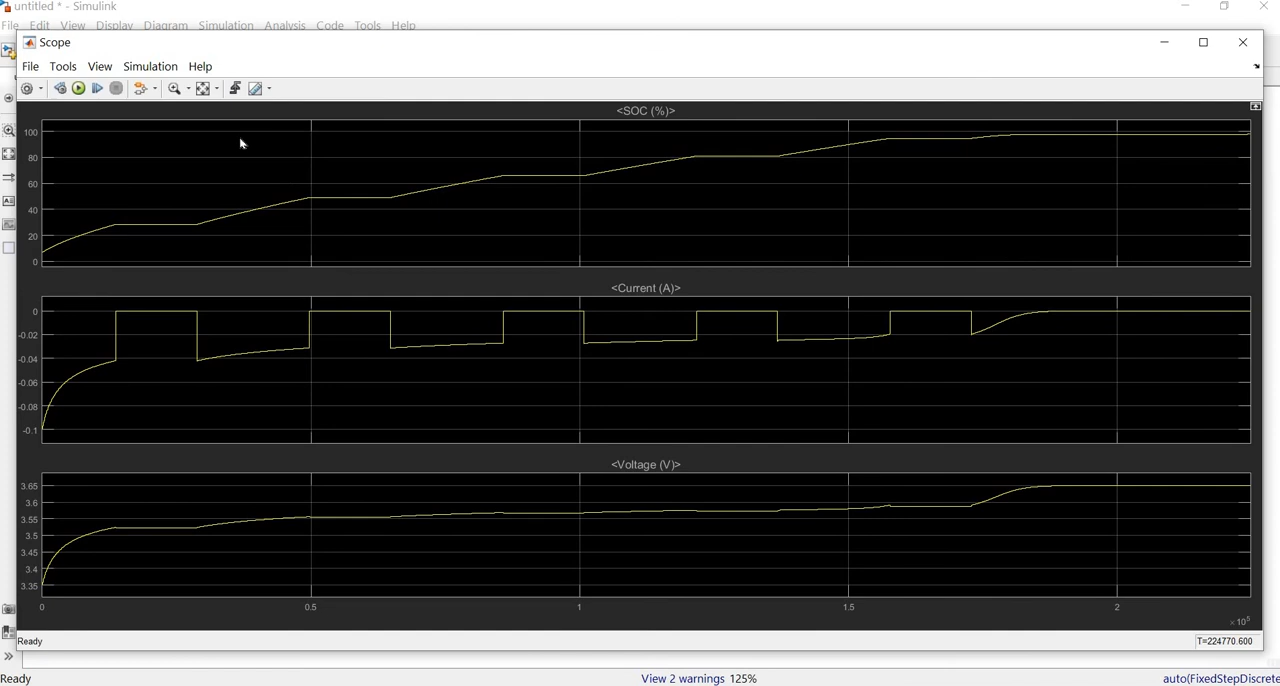 untitled * - Simulink
File Edit View Display Diagram Simulation Analysis Code Tools Help
Scope
File Tools View Simulation Help
<SOC (%)>
100
80
60
40
20
0
<Current (A)>
0
-0.02
-0.04
-0.06
-0.08
-0.1
<Voltage (V)>
3.65
3.6
3.55
3.5
3.45
3.4
3.35
0 0.5 1 1.5 2
×10⁵
Ready T=224770.600
Ready View 2 warnings 125% auto(FixedStepDiscrete